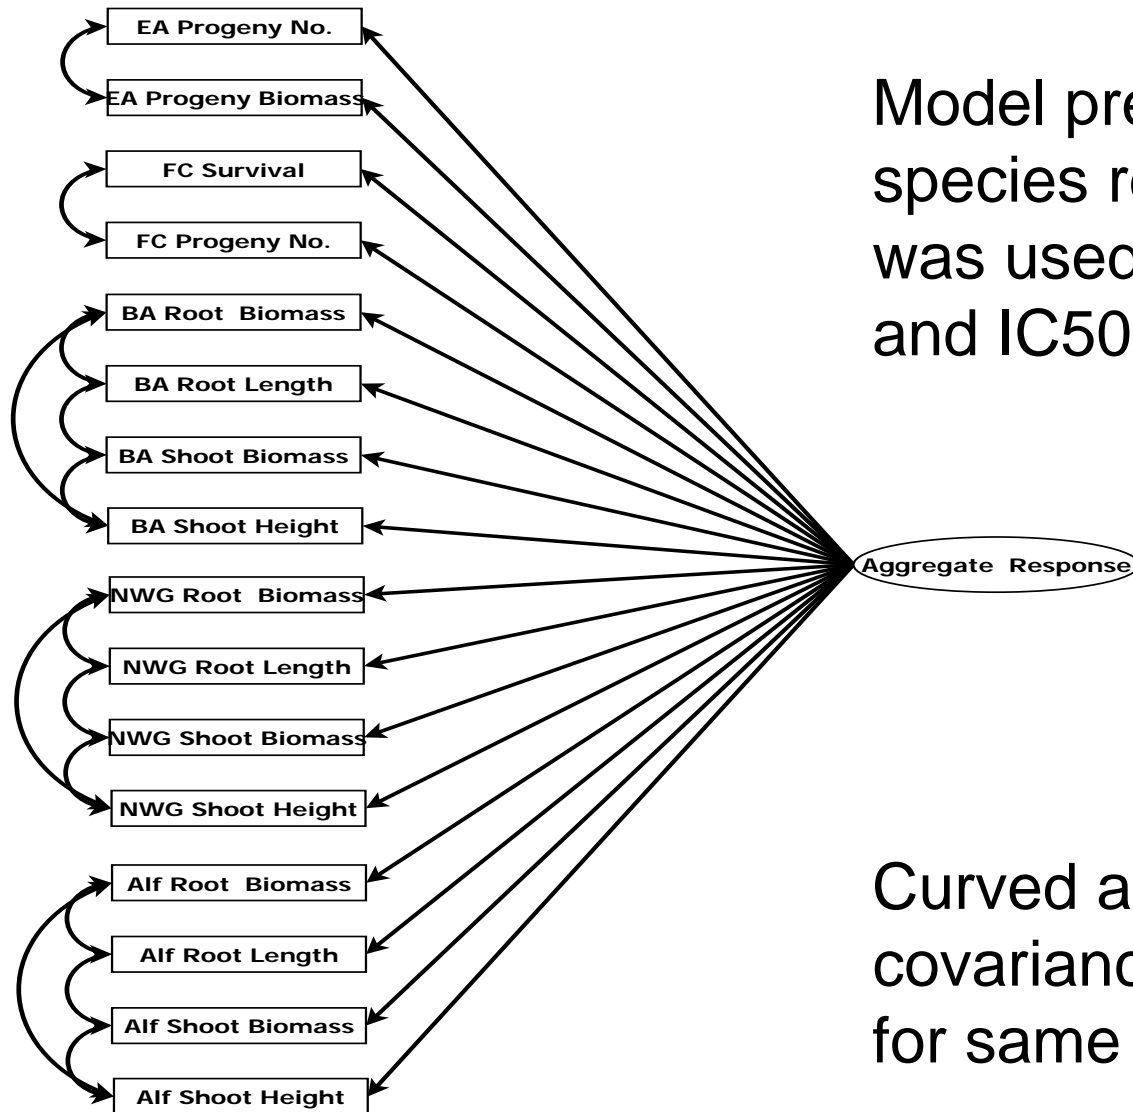 EA Progeny No.
EA Progeny Biomass
FC Survival
FC Progeny No.
BA Root Biomass
BA Root Length
BA Shoot Biomass
BA Shoot Height
NWG Root Biomass
NWG Root Length
NWG Shoot Biomass
NWG Shoot Height
Alf Root Biomass
Alf Root Length
Alf Shoot Biomass
Alf Shoot Height
Aggregate Response
Model pre
species r
was used
and IC50
Curved a
covarianc
for same